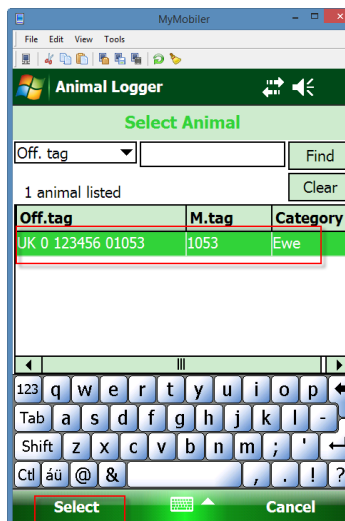 MyMobiler
File Edit View Tools
Animal Logger
Select Animal
Off. tag Find
1 animal listed Clear
Off.tag M.tag Category
UK 0 123456 01053 1053 Ewe
123 q w e r t y u i o p
Tab a s d f g h j k l -
Shift z x c v b n m ; '
Ctl áü @ & , . ! ?
Select Cancel